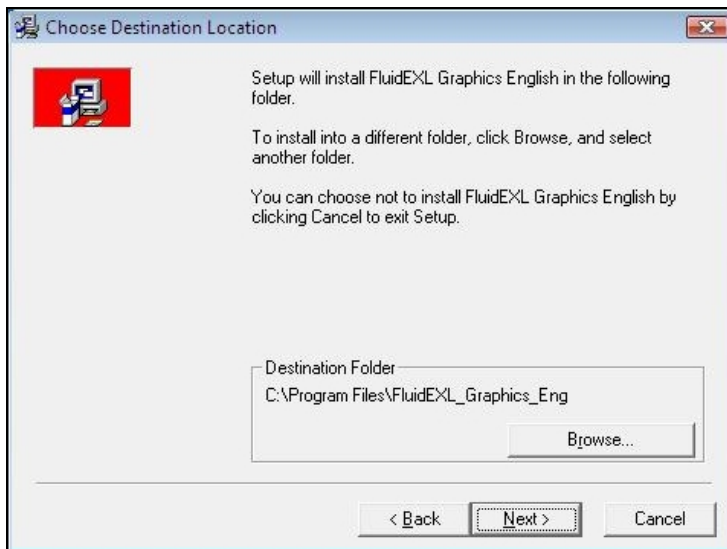 Choose Destination Location
Setup will install FluidEXL Graphics English in the following
folder.
To install into a different folder, click Browse, and select
another folder.
You can choose not to install FluidEXL Graphics English by
clicking Cancel to exit Setup.
Destination Folder
C:\Program Files\FluidEXL_Graphics_Eng
Browse...
< Back Next > Cancel